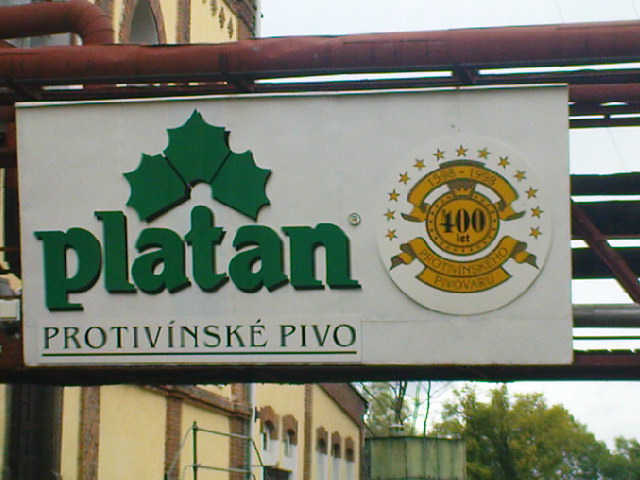 platan®
PROTIVÍNSKÉ PIVO
1598 - 1998
400
let
PROTIVÍNSKÉHO
PIVOVARU